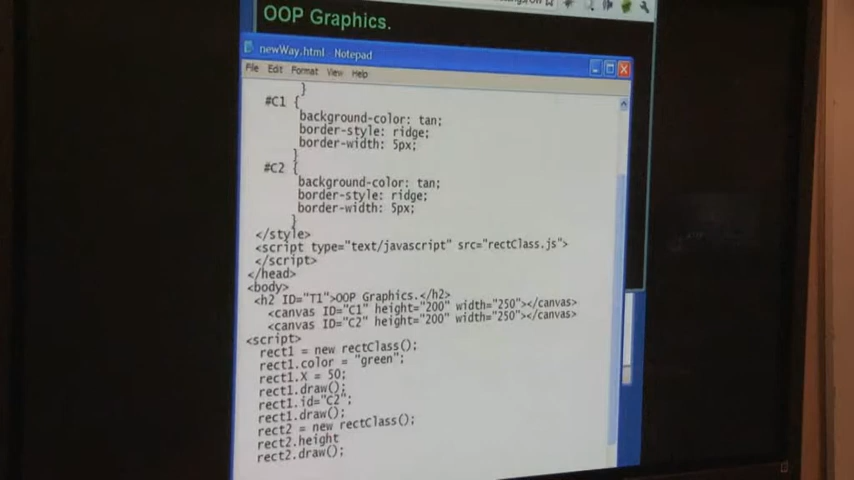 OOP Graphics.
newWay.html - Notepad
File Edit Format View Help
}
#C1 {
background-color: tan;
border-style: ridge;
border-width: 5px;
}
#C2 {
background-color: tan;
border-style: ridge;
border-width: 5px;
}
</style>
<script type="text/javascript" src="rectClass.js">
</script>
</head>
<body>
<h2 ID="T1">OOP Graphics.</h2>
<canvas ID="C1" height="200" width="250"></canvas>
<canvas ID="C2" height="200" width="250"></canvas>
<script>
rect1 = new rectClass();
rect1.color = "green";
rect1.X = 50;
rect1.draw();
rect1.id="C2";
rect1.draw();
rect2 = new rectClass();
rect2.height
rect2.draw();